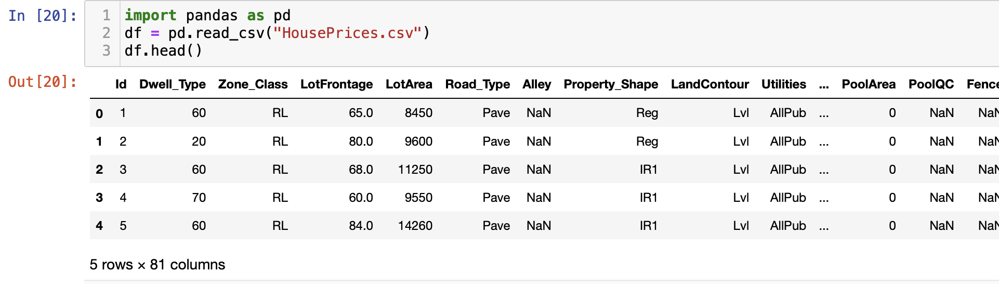 In [20]:
1 import pandas as pd
2 df = pd.read_csv("HousePrices.csv")
3 df.head()
Out[20]:
Id Dwell_Type Zone_Class LotFrontage LotArea Road_Type Alley Property_Shape LandContour Utilities ... PoolArea PoolQC Fence
0 1 60 RL 65.0 8450 Pave NaN Reg Lvl AllPub ... 0 NaN NaN
1 2 20 RL 80.0 9600 Pave NaN Reg Lvl AllPub ... 0 NaN NaN
2 3 60 RL 68.0 11250 Pave NaN IR1 Lvl AllPub ... 0 NaN NaN
3 4 70 RL 60.0 9550 Pave NaN IR1 Lvl AllPub ... 0 NaN NaN
4 5 60 RL 84.0 14260 Pave NaN IR1 Lvl AllPub ... 0 NaN NaN
5 rows × 81 columns